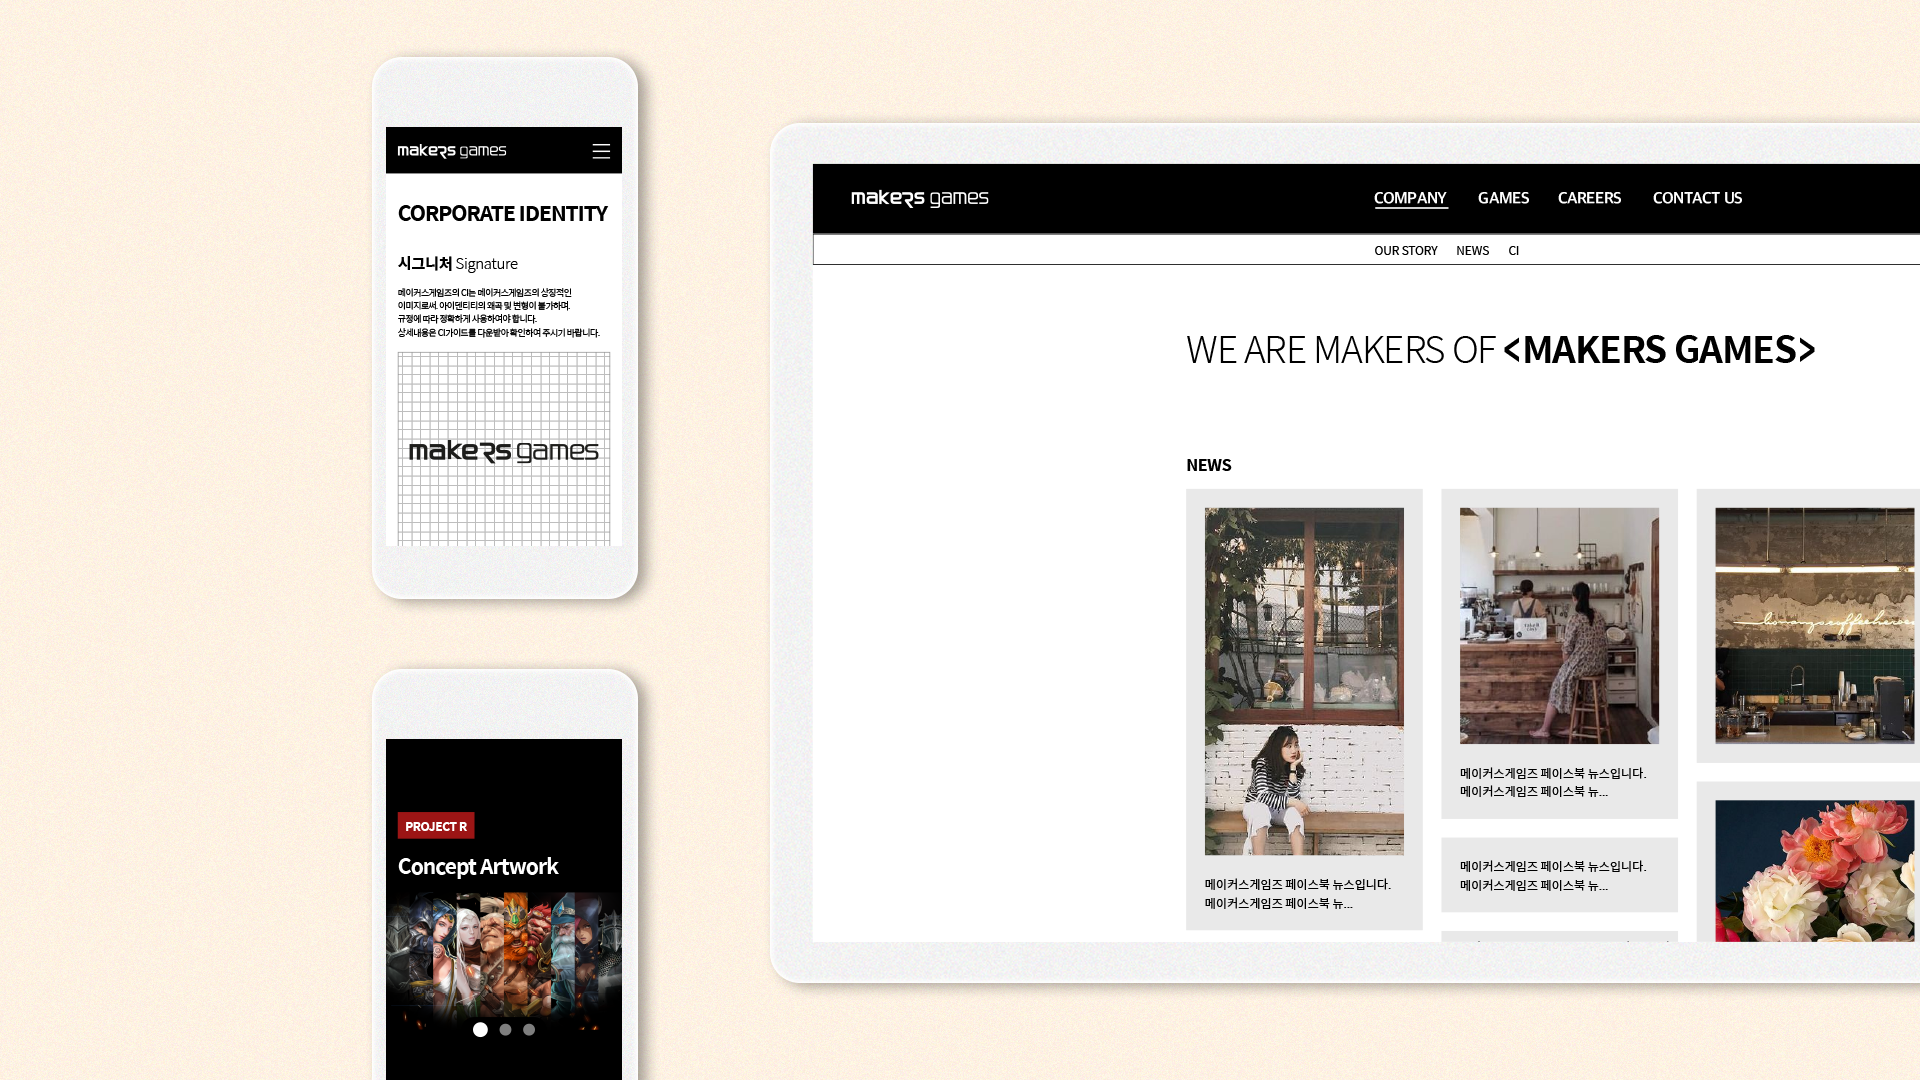 makers games
CORPORATE IDENTITY
시그니처 Signature
메이커스게임즈의 CI는 메이커스게임즈의 상징적인
이미지로써. 아이덴티티의 왜곡 및 변형이 불가하며.
규정에 따라 정확하게 사용하여야 합니다.
상세내용은 CI가이드를 다운받아 확인하여 주시기 바랍니다.
makers games
PROJECT R
Concept Artwork
makers games
COMPANY GAMES CAREERS CONTACT US
OUR STORY NEWS CI
WE ARE MAKERS OF <MAKERS GAMES>
NEWS
메이커스게임즈 페이스북 뉴스입니다.
메이커스게임즈 페이스북 뉴...
메이커스게임즈 페이스북 뉴스입니다.
메이커스게임즈 페이스북 뉴...
메이커스게임즈 페이스북 뉴스입니다.
메이커스게임즈 페이스북 뉴...